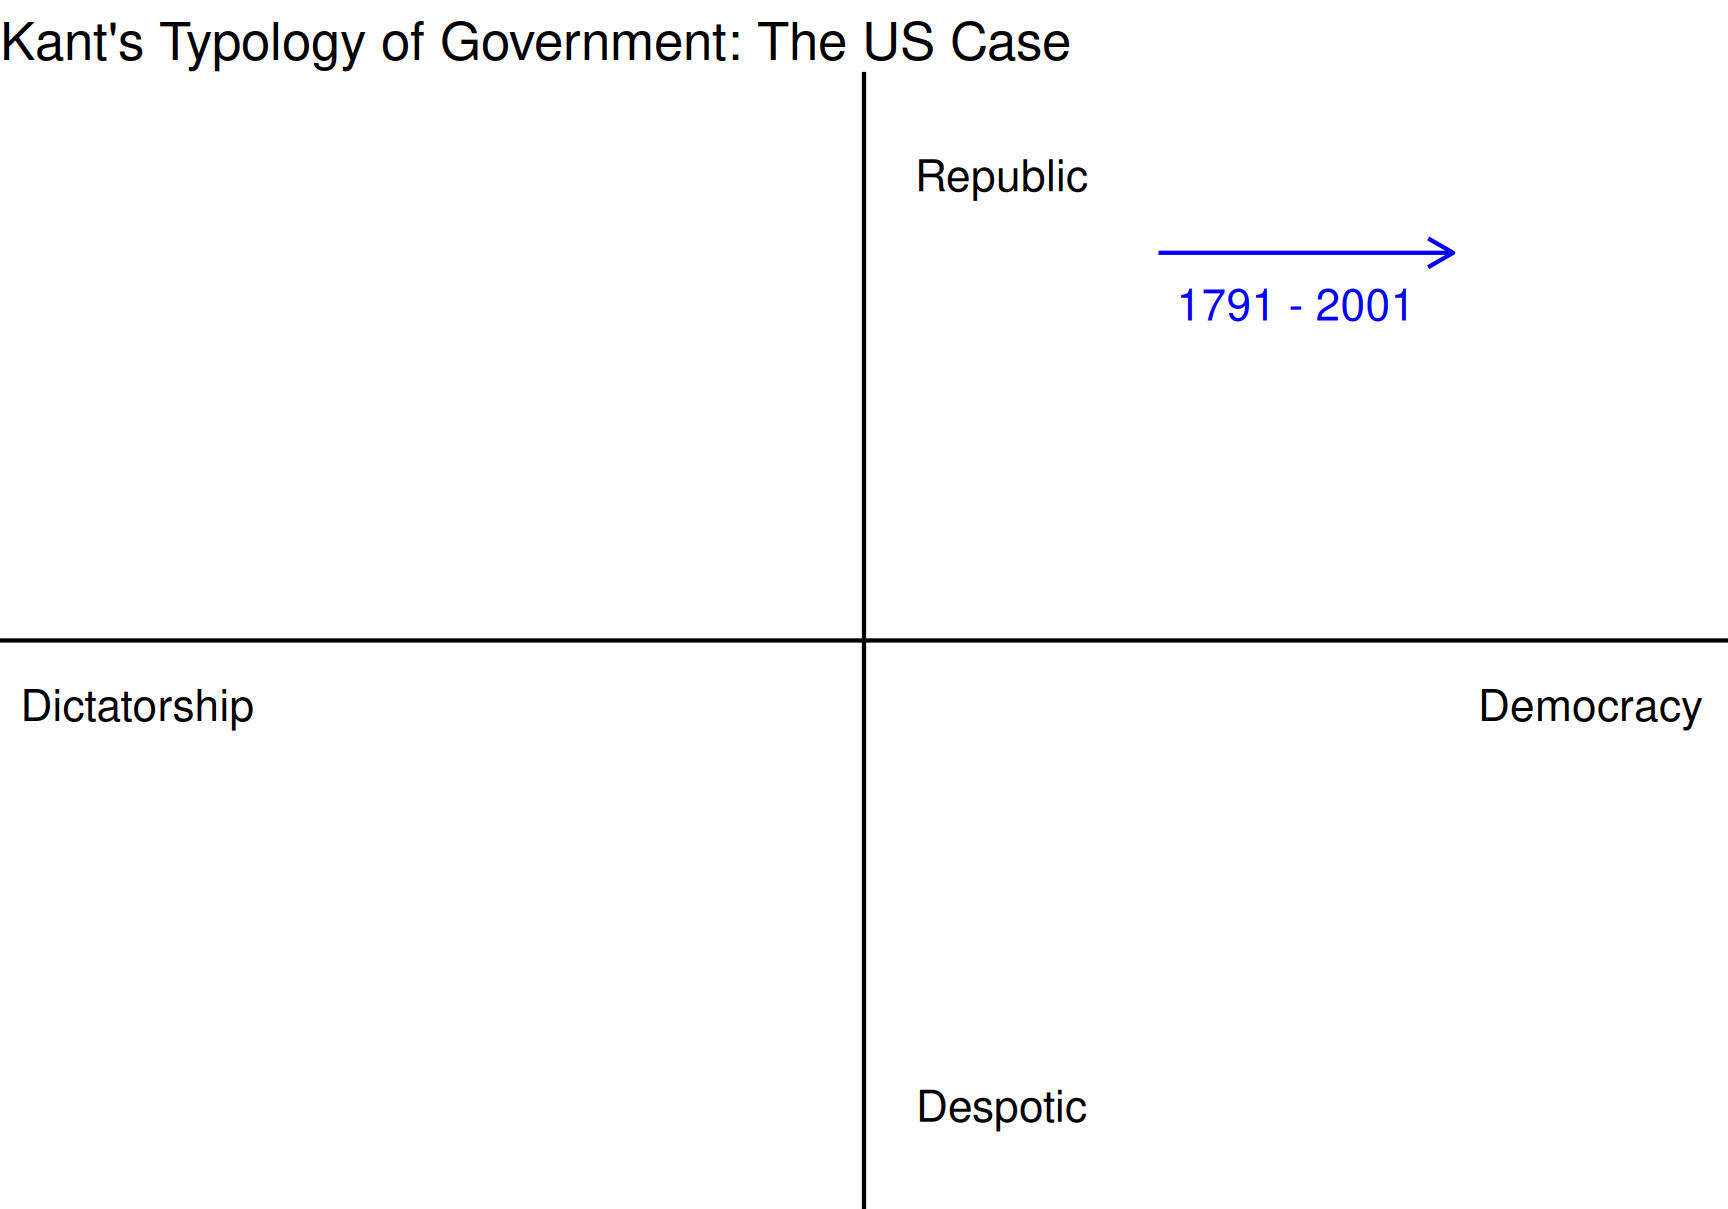 Kant's Typology of Government: The US Case
Republic
1791 - 2001
Dictatorship
Democracy
Despotic